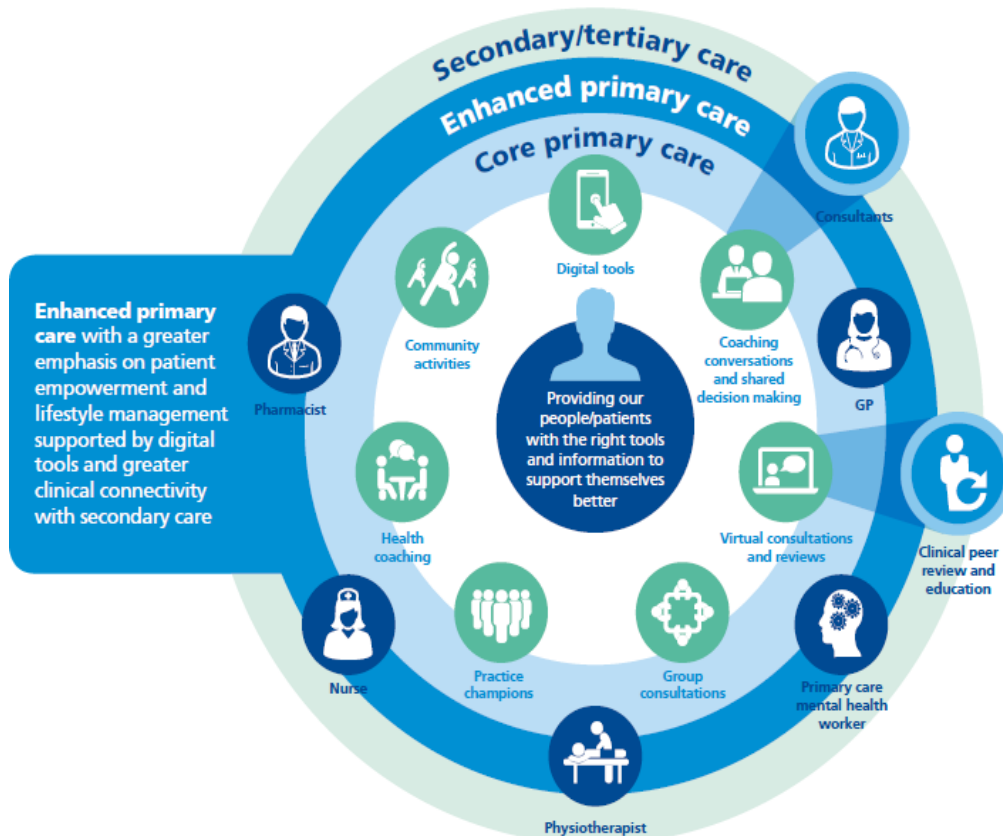 Secondary/tertiary care
Enhanced primary care
Core primary care
Digital tools
Consultants
Community
activities
Coaching
conversations
and shared
decision making
Enhanced primary
care with a greater
emphasis on patient
empowerment and
lifestyle management
supported by digital
tools and greater
clinical connectivity
with secondary care
Pharmacist
GP
Providing our
people/patients
with the right tools
and information to
support themselves
better
Health
coaching
Virtual consultations
and reviews
Clinical peer
review and
education
Nurse
Practice
champions
Group
consultations
Primary care
mental health
worker
Physiotherapist